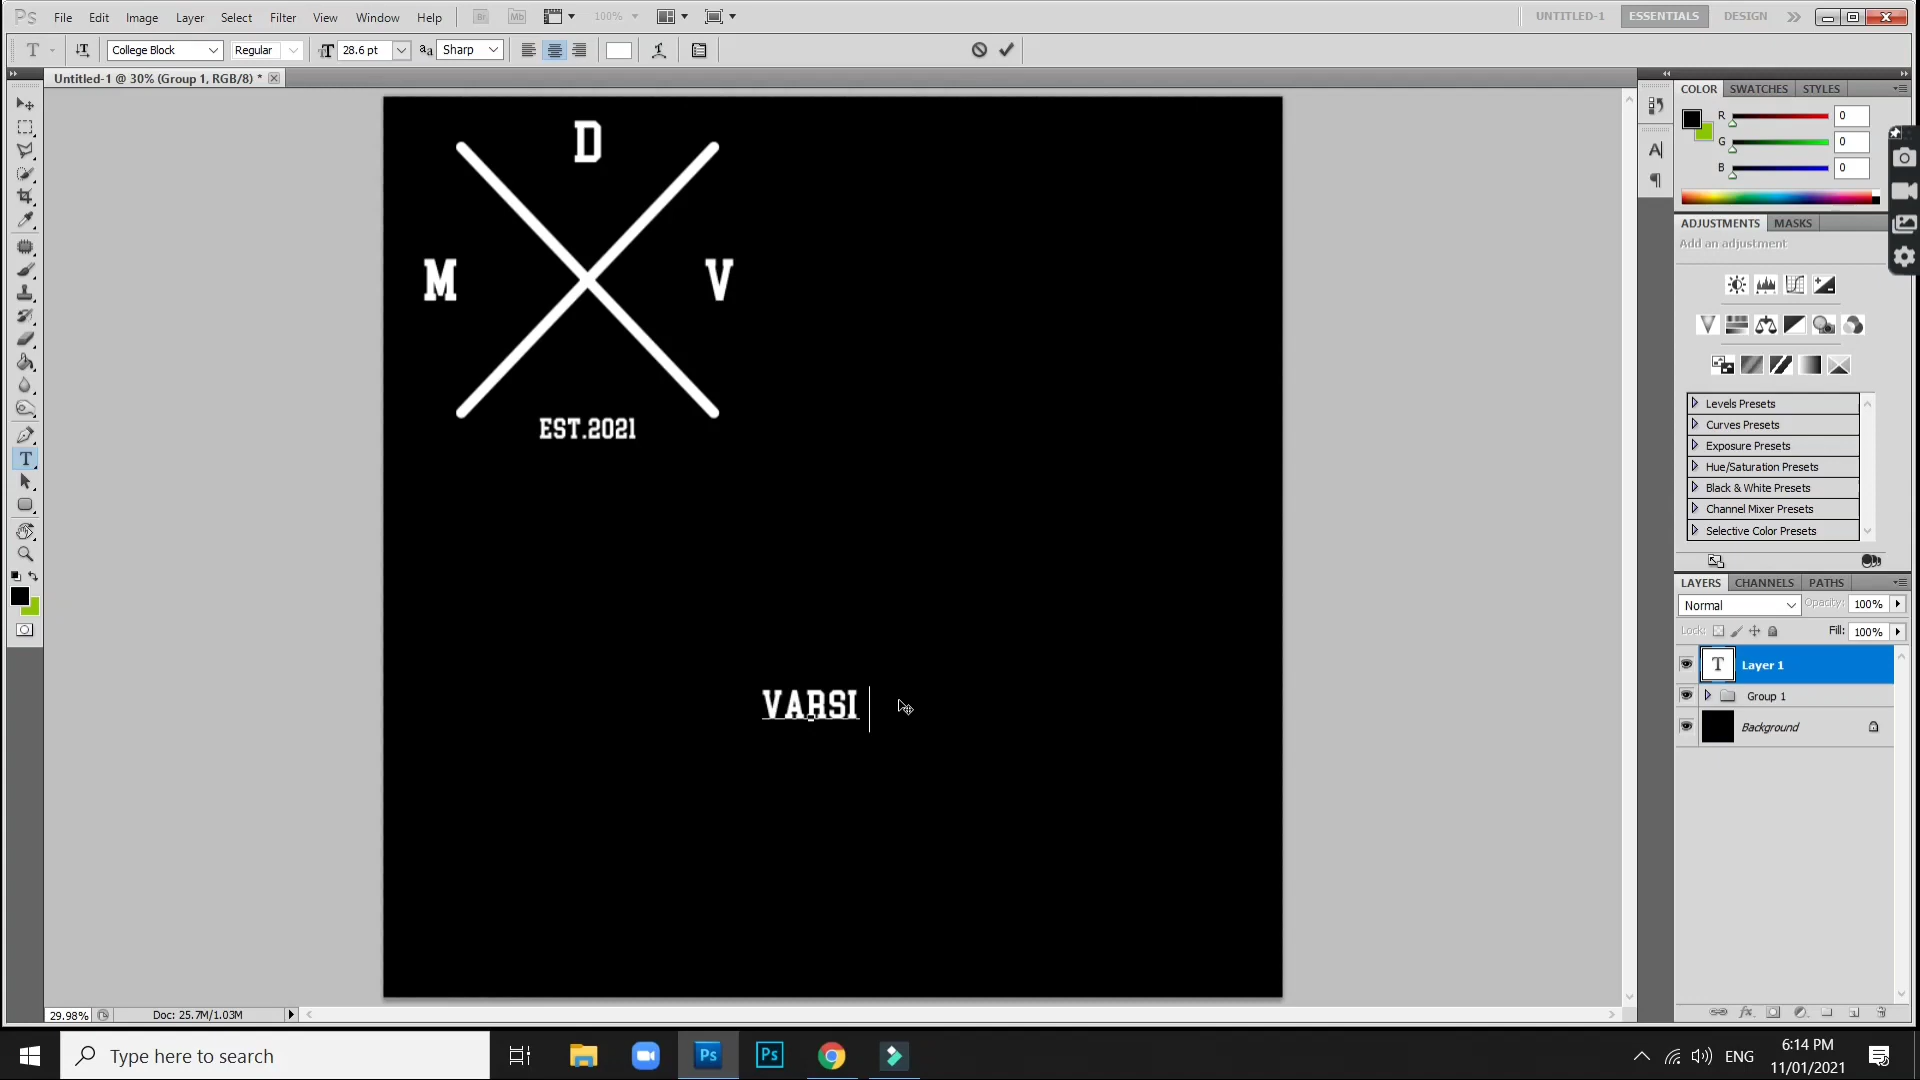 Ps File Edit Image Layer Select Filter View Window Help Br Mb 100% UNTITLED-1 ESSENTIALS DESIGN
T College Block Regular 28.6 pt Sharp
Untitled-1 @ 30% (Group 1, RGB/8) *
COLOR SWATCHES STYLES
R 0
G 0
B 0
ADJUSTMENTS MASKS
Add an adjustment
D
M V
EST.2021
VARSI
Levels Presets
Curves Presets
Exposure Presets
Hue/Saturation Presets
Black & White Presets
Channel Mixer Presets
Selective Color Presets
LAYERS CHANNELS PATHS
Normal Opacity: 100%
Lock: Fill: 100%
T Layer 1
Group 1
Background
29.98% Doc: 25.7M/1.03M
Type here to search
Ps Ps
ENG
6:14 PM
11/01/2021